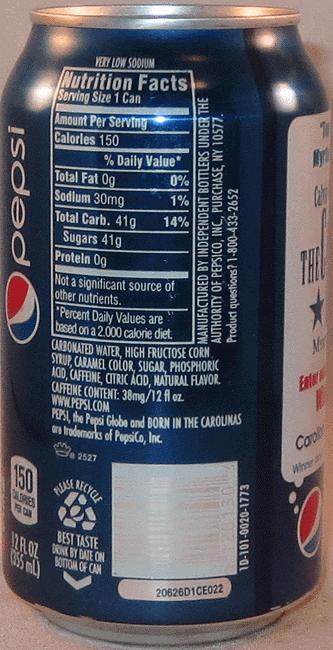 VERY LOW SODIUM
Nutrition Facts
Serving Size 1 Can
Amount Per Serving
Calories 150
% Daily Value*
Total Fat 0g 0%
Sodium 30mg 1%
Total Carb. 41g 14%
Sugars 41g
Protein 0g
Not a significant source of
other nutrients.
*Percent Daily Values are
based on a 2,000 calorie diet.
MANUFACTURED BY INDEPENDENT BOTTLERS UNDER THE
AUTHORITY OF PEPSICO, INC., PURCHASE, NY 10577.
Product questions? 1-800-433-2652
CARBONATED WATER, HIGH FRUCTOSE CORN
SYRUP, CARAMEL COLOR, SUGAR, PHOSPHORIC
ACID, CAFFEINE, CITRIC ACID, NATURAL FLAVOR.
CAFFEINE CONTENT: 38mg/12 fl oz.
WWW.PEPSI.COM
PEPSI, the Pepsi Globe and BORN IN THE CAROLINAS
are trademarks of PepsiCo, Inc.
® 2527
pepsi
150
CALORIES
PER CAN
12 FL OZ
(355 mL)
PLEASE RECYCLE
BEST TASTE
DRINK BY DATE ON
BOTTOM OF CAN
20626D1CE022
1D-101-0020-1773
THE
Enter
Winner